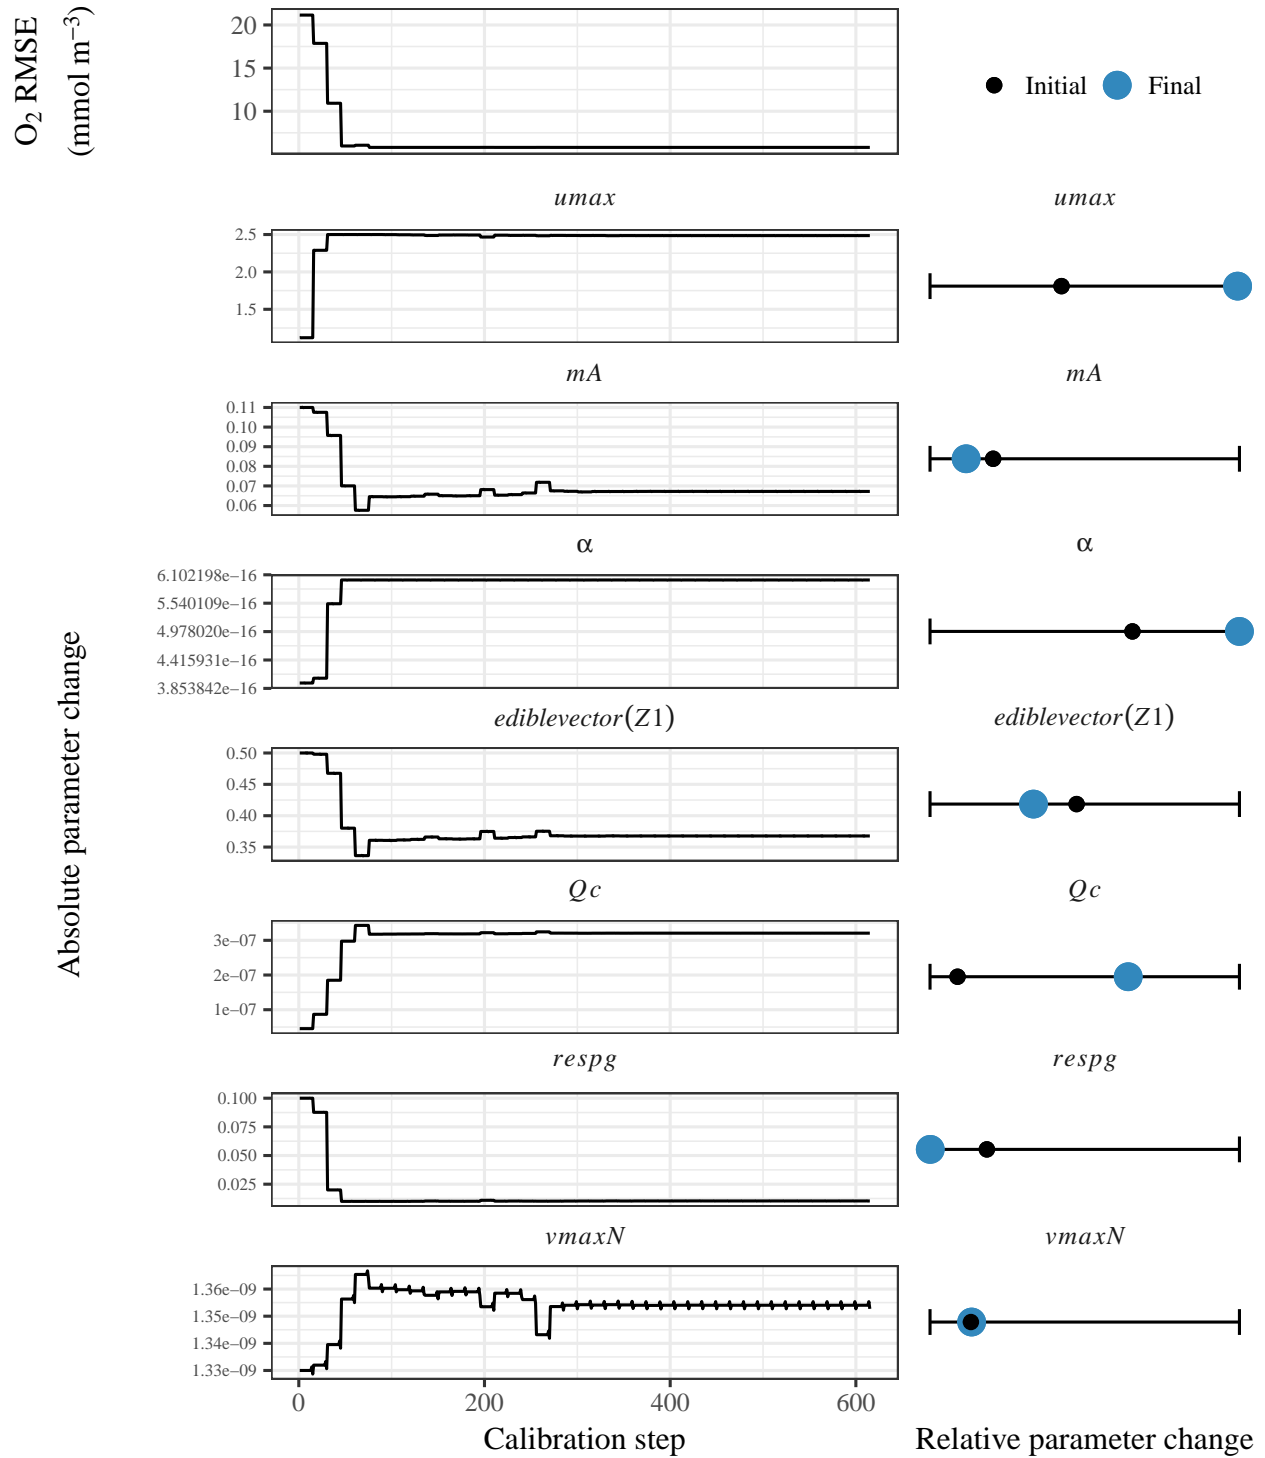 O₂ RMSE
(mmol m⁻³)
20
15
10
Initial Final
umax umax
2.5
2.0
1.5
mA mA
0.11
0.10
0.09
0.08
0.07
0.06
α α
6.102198e−16
5.540109e−16
4.978020e−16
4.415931e−16
3.853842e−16
Absolute parameter change
ediblevector(Z1) ediblevector(Z1)
0.50
0.45
0.40
0.35
Qc Qc
3e−07
2e−07
1e−07
respg respg
0.100
0.075
0.050
0.025
vmaxN vmaxN
1.36e−09
1.35e−09
1.34e−09
1.33e−09
0 200 400 600
Calibration step Relative parameter change